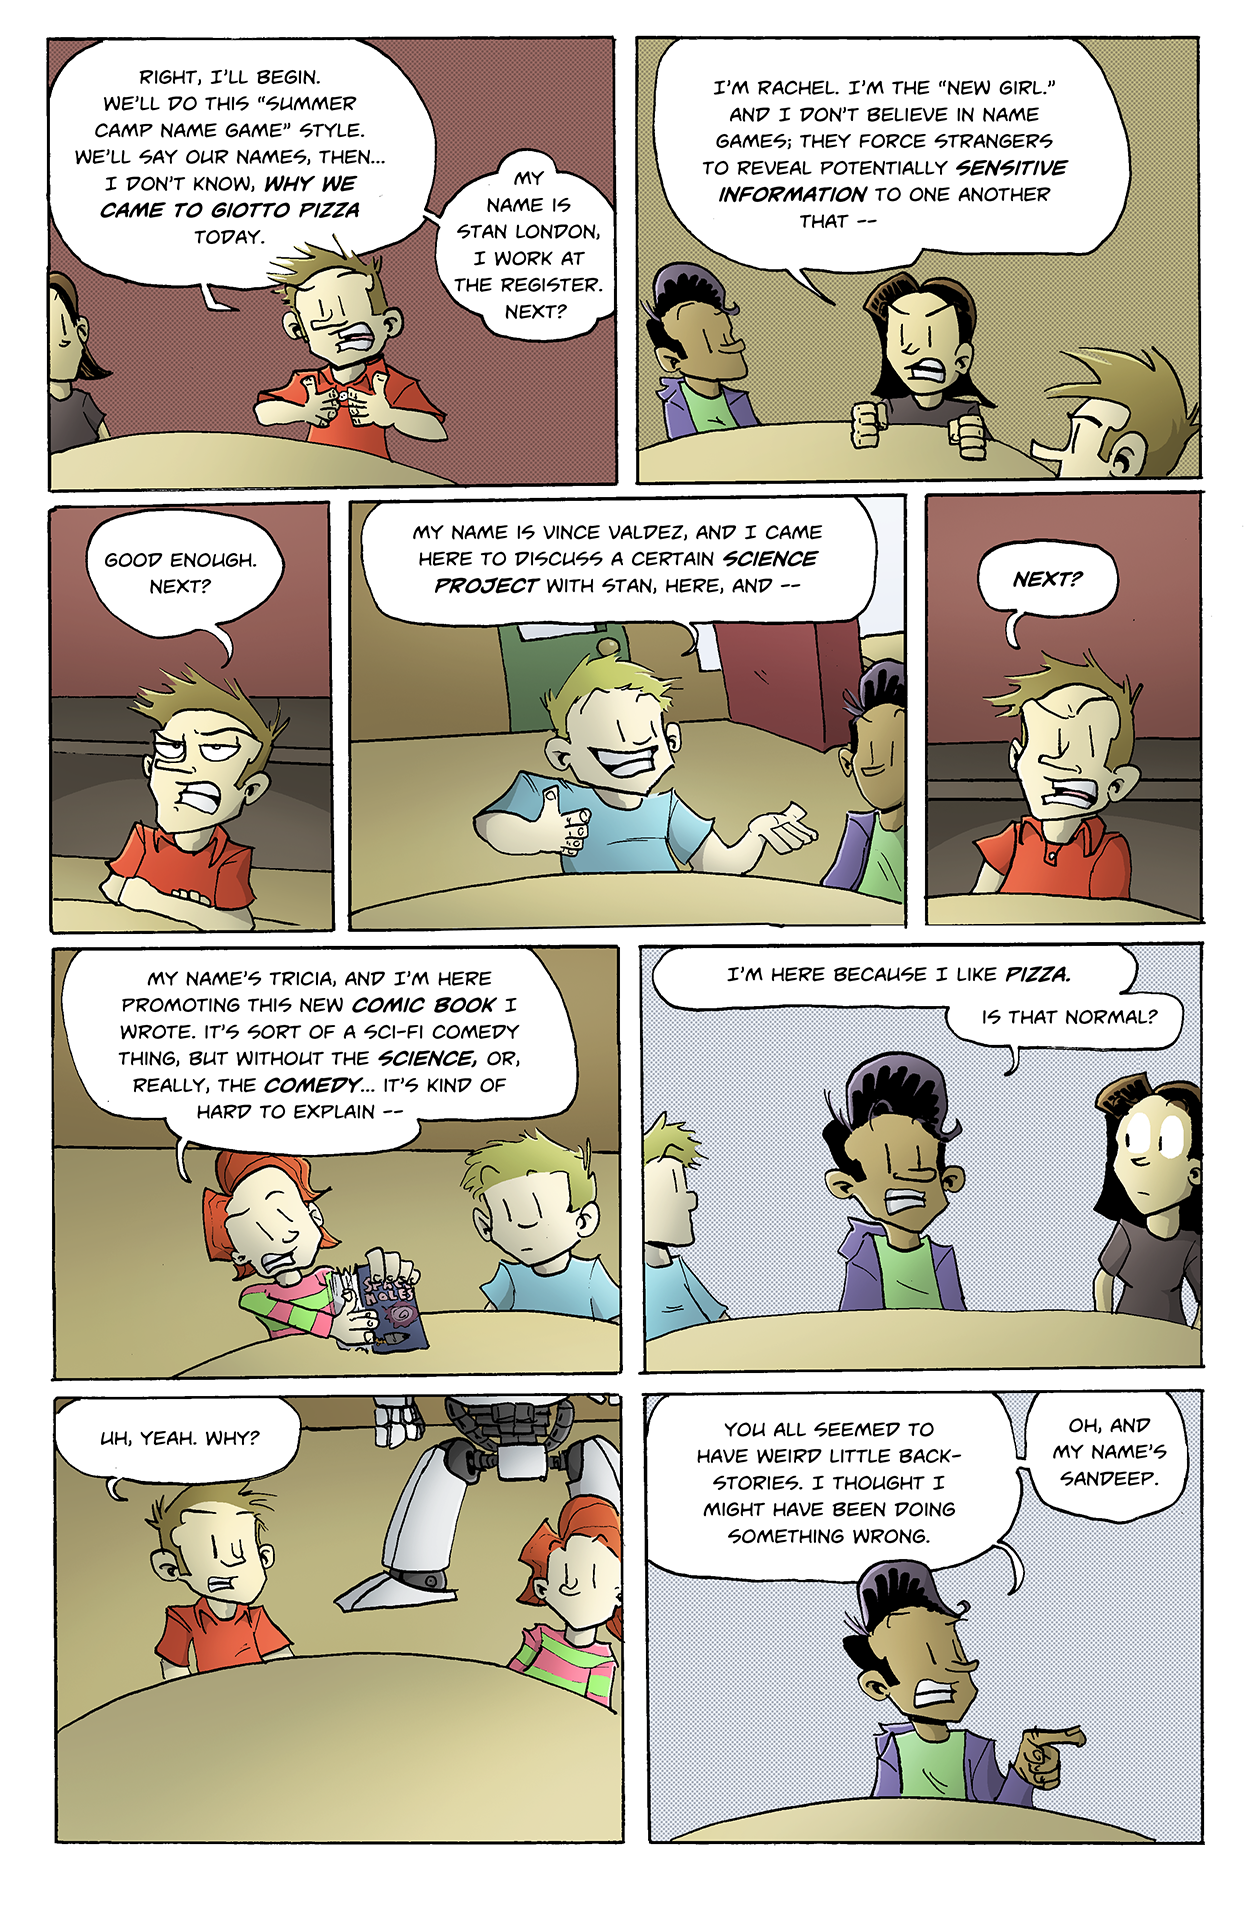 RIGHT, I'LL BEGIN.
WE'LL DO THIS "SUMMER
CAMP NAME GAME" STYLE.
WE'LL SAY OUR NAMES, THEN...
I DON'T KNOW, WHY WE
CAME TO GIOTTO PIZZA
TODAY.
MY
NAME IS
STAN LONDON,
I WORK AT
THE REGISTER.
NEXT?
I'M RACHEL. I'M THE "NEW GIRL."
AND I DON'T BELIEVE IN NAME
GAMES; THEY FORCE STRANGERS
TO REVEAL POTENTIALLY SENSITIVE
INFORMATION TO ONE ANOTHER
THAT --
GOOD ENOUGH.
NEXT?
MY NAME IS VINCE VALDEZ, AND I CAME
HERE TO DISCUSS A CERTAIN SCIENCE
PROJECT WITH STAN, HERE, AND --
NEXT?
MY NAME'S TRICIA, AND I'M HERE
PROMOTING THIS NEW COMIC BOOK I
WROTE. IT'S SORT OF A SCI-FI COMEDY
THING, BUT WITHOUT THE SCIENCE, OR,
REALLY, THE COMEDY... IT'S KIND OF
HARD TO EXPLAIN --
SPACE
HOLES
I'M HERE BECAUSE I LIKE PIZZA.
IS THAT NORMAL?
UH, YEAH. WHY?
YOU ALL SEEMED TO
HAVE WEIRD LITTLE BACK-
STORIES. I THOUGHT I
MIGHT HAVE BEEN DOING
SOMETHING WRONG.
OH, AND
MY NAME'S
SANDEEP.